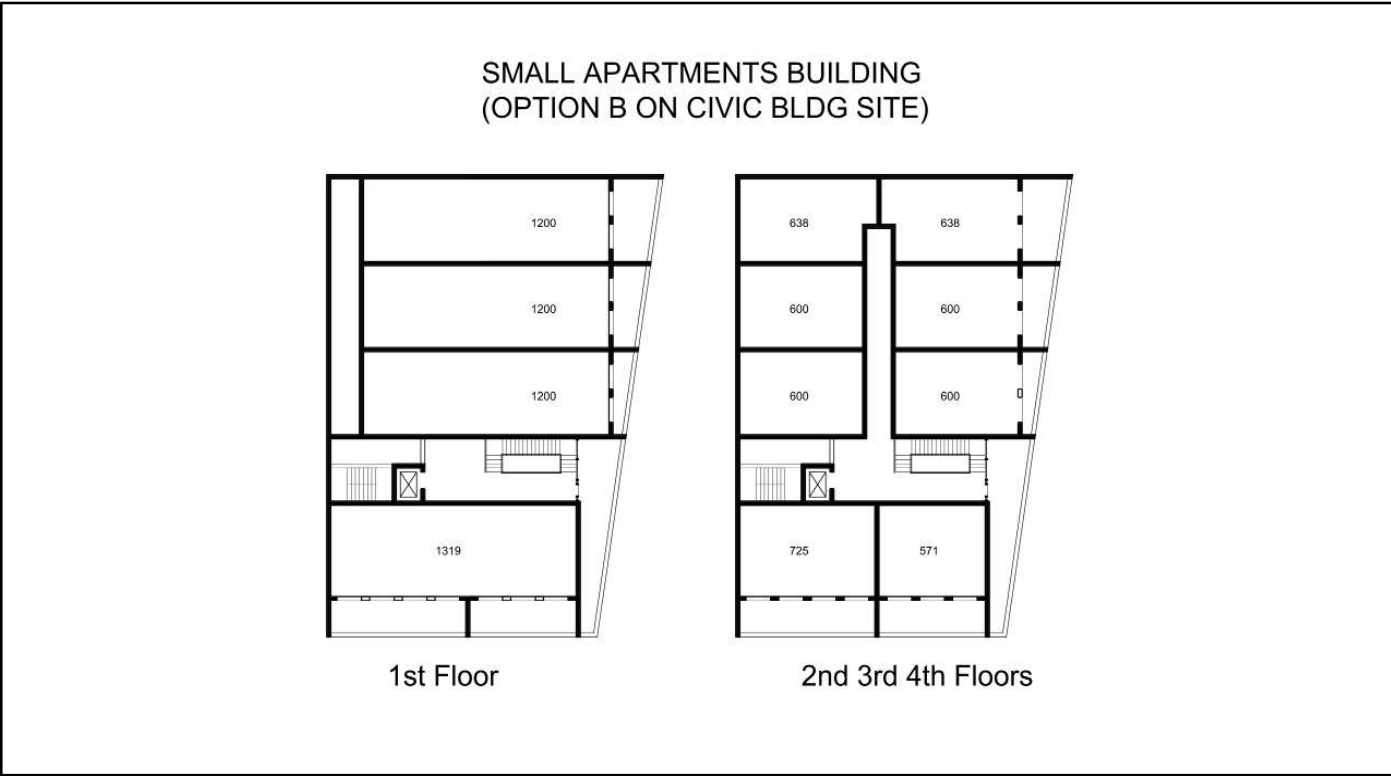 SMALL APARTMENTS BUILDING
(OPTION B ON CIVIC BLDG SITE)
1200
1200
1200
1319
1st Floor
638 638
600 600
600 600
725 571
2nd 3rd 4th Floors